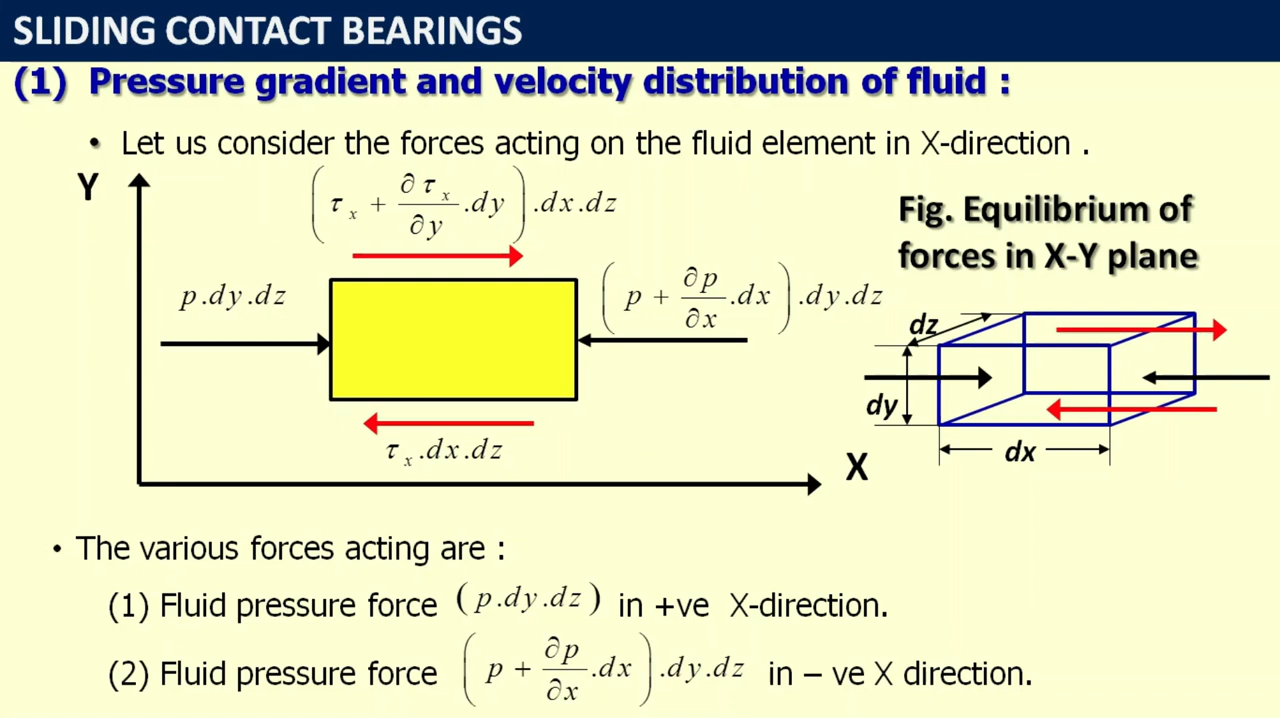 SLIDING CONTACT BEARINGS
(1) Pressure gradient and velocity distribution of fluid :
• Let us consider the forces acting on the fluid element in X-direction .
Y
( τ x + ∂ τ x / ∂ y .dy ) .dx .dz
Fig. Equilibrium of
forces in X-Y plane
p .dy .dz
( p + ∂p / ∂x .dx ) .dy .dz
dz
dy
dx
τ x .dx .dz
X
• The various forces acting are :
(1) Fluid pressure force ( p .dy .dz ) in +ve X-direction.
(2) Fluid pressure force ( p + ∂p / ∂x .dx ) .dy .dz in – ve X direction.